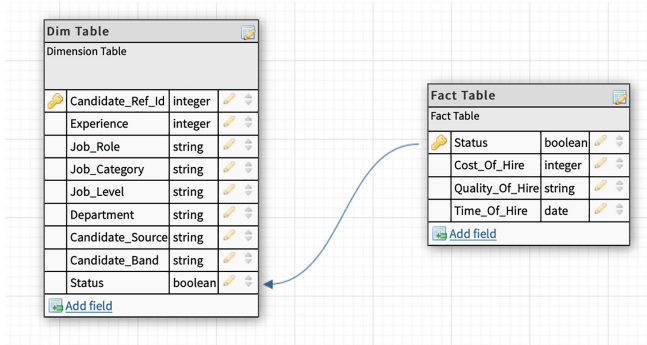 Dim Table
Dimension Table
Candidate_Ref_Id integer
Experience integer
Job_Role string
Job_Category string
Job_Level string
Department string
Candidate_Source string
Candidate_Band string
Status boolean
Add field
Fact Table
Fact Table
Status boolean
Cost_Of_Hire integer
Quality_Of_Hire string
Time_Of_Hire date
Add field